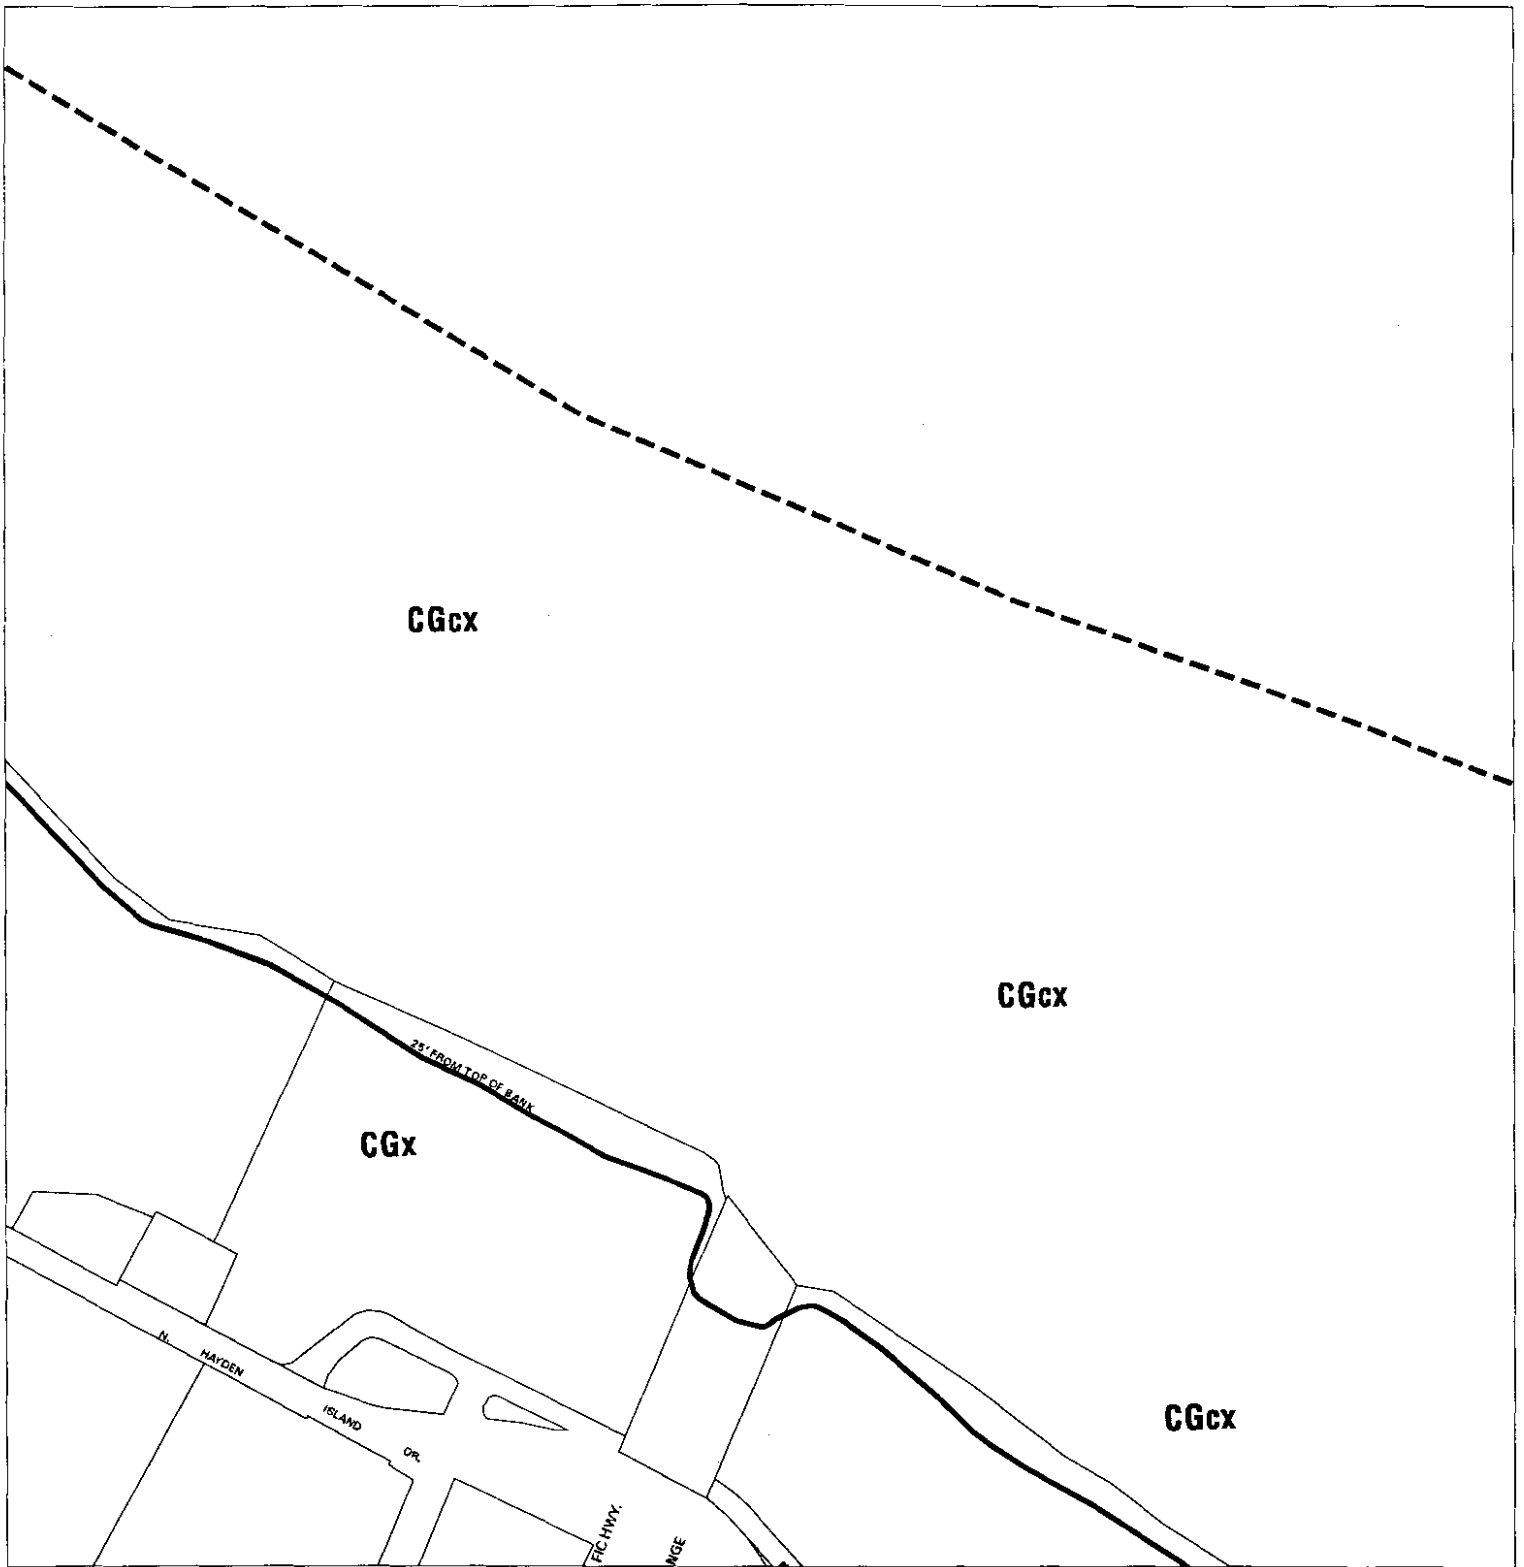 CGcx
CGcx
25' FROM TOP OF BANK
CGx
N. HAYDEN ISLAND DR.
CGcx
FIC HWY.
NGE